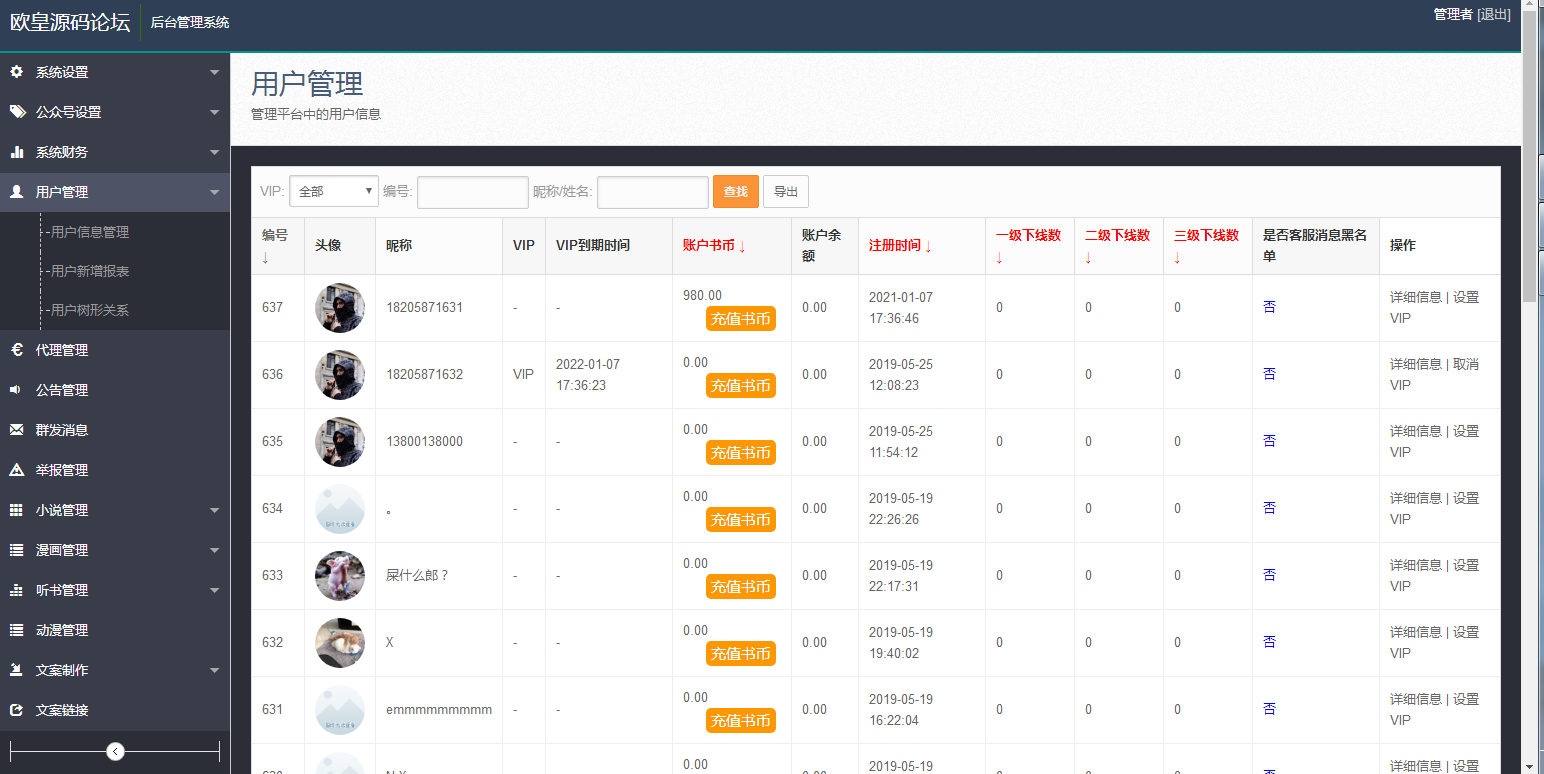 欧皇源码论坛 后台管理系统 管理者 [退出]
系统设置
公众号设置
系统财务
用户管理
--用户信息管理
--用户新增报表
--用户树形关系
代理管理
公告管理
群发消息
举报管理
小说管理
漫画管理
听书管理
动漫管理
文案制作
文案链接
用户管理
管理平台中的用户信息
VIP: 全部 编号: 昵称/姓名: 查找 导出
编号↓ 头像 昵称 VIP VIP到期时间 账户书币↓ 账户余额 注册时间↓ 一级下线数↓ 二级下线数↓ 三级下线数↓ 是否客服消息黑名单 操作
637 18205871631 - - 980.00 充值书币 0.00 2021-01-07 17:36:46 0 0 0 否 详细信息 | 设置VIP
636 18205871632 VIP 2022-01-07 17:36:23 0.00 充值书币 0.00 2019-05-25 12:08:23 0 0 0 否 详细信息 | 取消VIP
635 13800138000 - - 0.00 充值书币 0.00 2019-05-25 11:54:12 0 0 0 否 详细信息 | 设置VIP
634 。 - - 0.00 充值书币 0.00 2019-05-19 22:26:26 0 0 0 否 详细信息 | 设置VIP
633 屎什么郎？ - - 0.00 充值书币 0.00 2019-05-19 22:17:31 0 0 0 否 详细信息 | 设置VIP
632 X - - 0.00 充值书币 0.00 2019-05-19 19:40:02 0 0 0 否 详细信息 | 设置VIP
631 emmmmmmmmm - - 0.00 充值书币 0.00 2019-05-19 16:22:04 0 0 0 否 详细信息 | 设置VIP
0.00 2019-05-19 详细信息 | 设置